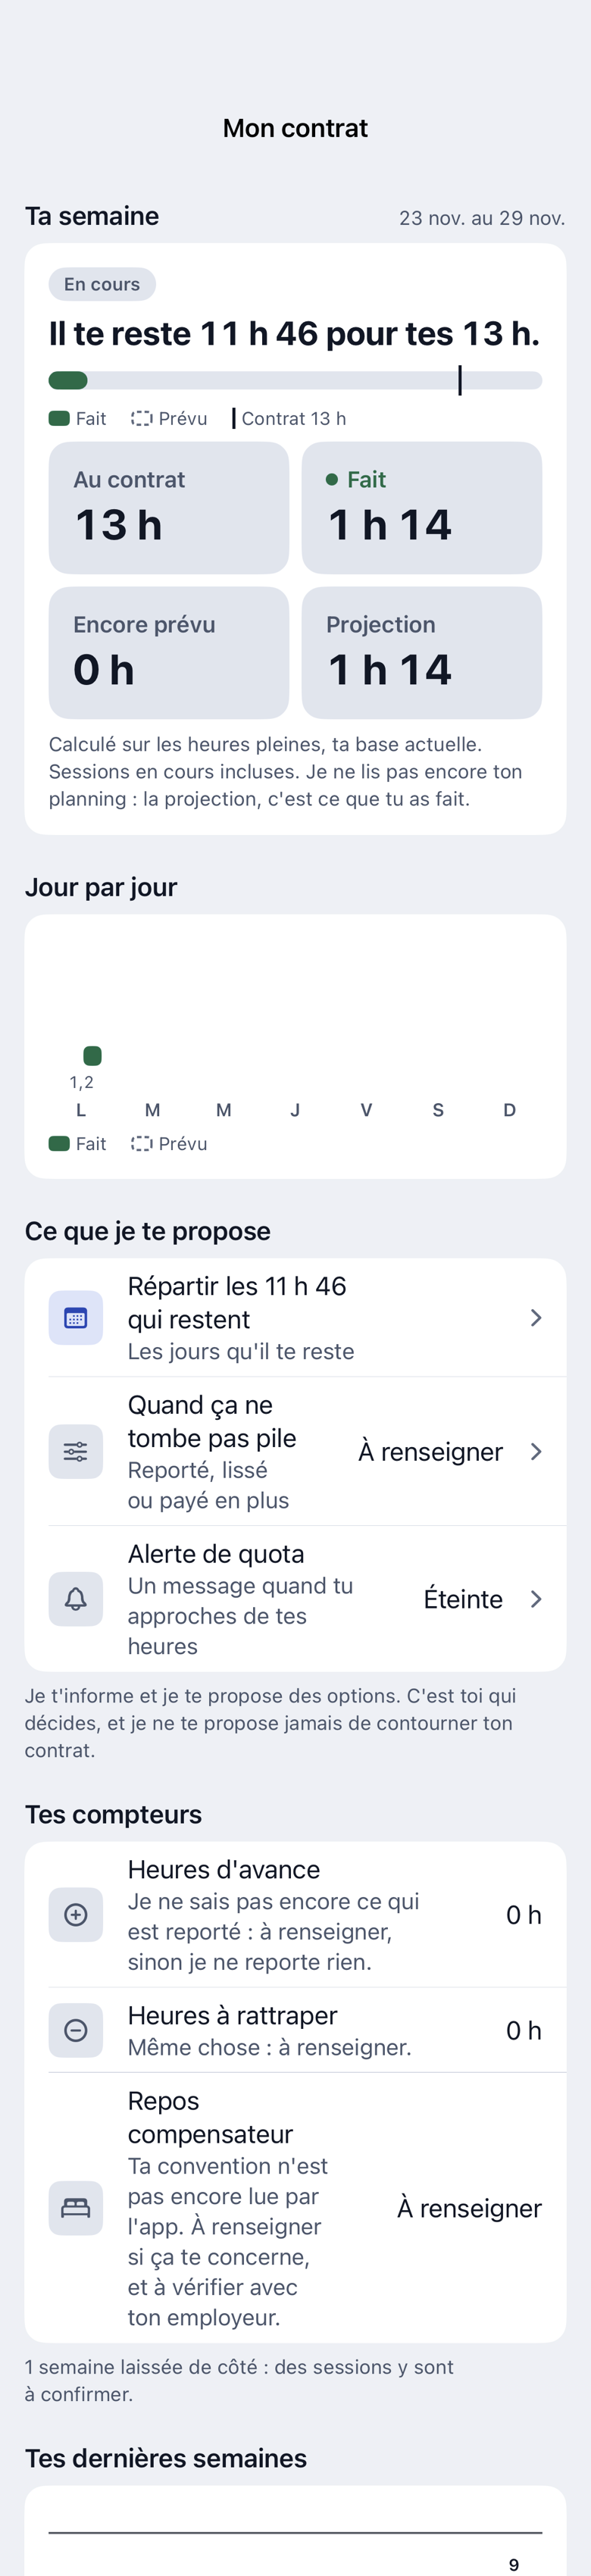 Mon contrat
Ta semaine
23 nov. au 29 nov.
En cours
Il te reste 11 h 46 pour tes 13 h.
Fait
Prévu
Contrat 13 h
Au contrat
13 h
Fait
1 h 14
Encore prévu
0 h
Projection
1 h 14
Calculé sur les heures pleines, ta base actuelle.
Sessions en cours incluses. Je ne lis pas encore ton
planning : la projection, c'est ce que tu as fait.
Jour par jour
1,2
L M M J V S D
Fait
Prévu
Ce que je te propose
Répartir les 11 h 46
qui restent
Les jours qu'il te reste
Quand ça ne
tombe pas pile
Reporté, lissé
ou payé en plus
À renseigner
Alerte de quota
Un message quand tu
approches de tes
heures
Éteinte
Je t'informe et je te propose des options. C'est toi qui
décides, et je ne te propose jamais de contourner ton
contrat.
Tes compteurs
Heures d'avance
Je ne sais pas encore ce qui
est reporté : à renseigner,
sinon je ne reporte rien.
0 h
Heures à rattraper
Même chose : à renseigner.
0 h
Repos
compensateur
Ta convention n'est
pas encore lue par
l'app. À renseigner
si ça te concerne,
et à vérifier avec
ton employeur.
À renseigner
1 semaine laissée de côté : des sessions y sont
à confirmer.
Tes dernières semaines
9